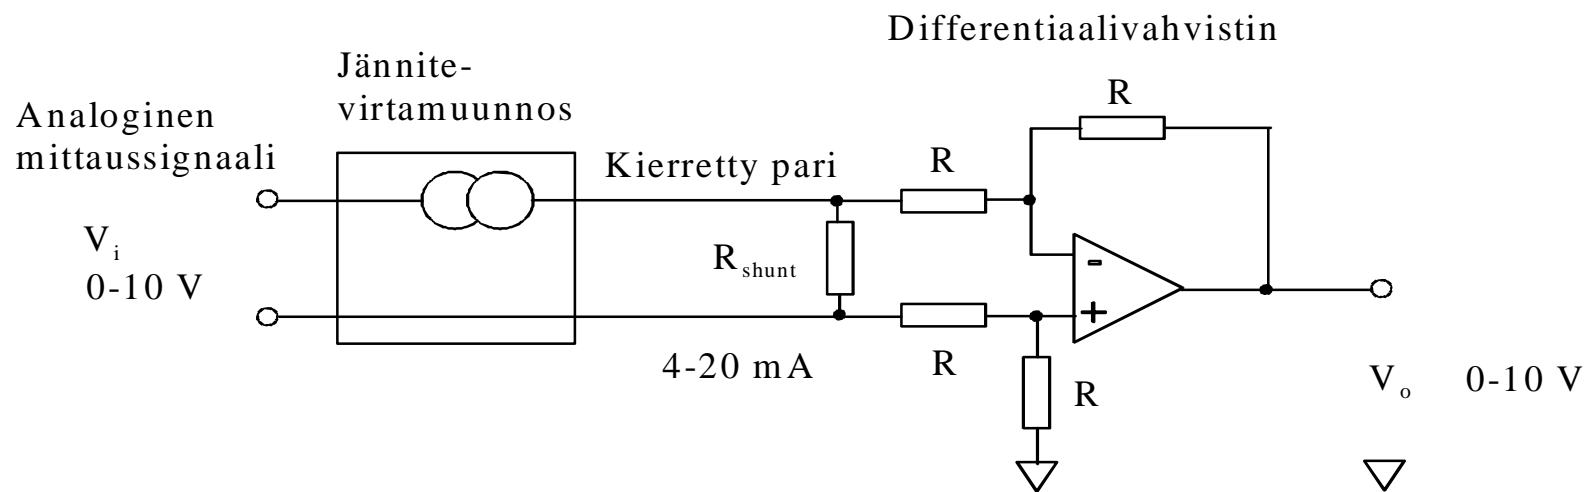 Differentiaalivahvistin
Jännite-
virtamuunnos
Analoginen
mittaussignaali
R
Kierretty pari
R
V_i
0-10 V
R_shunt
-
+
4-20 mA
R
R
V_o 0-10 V